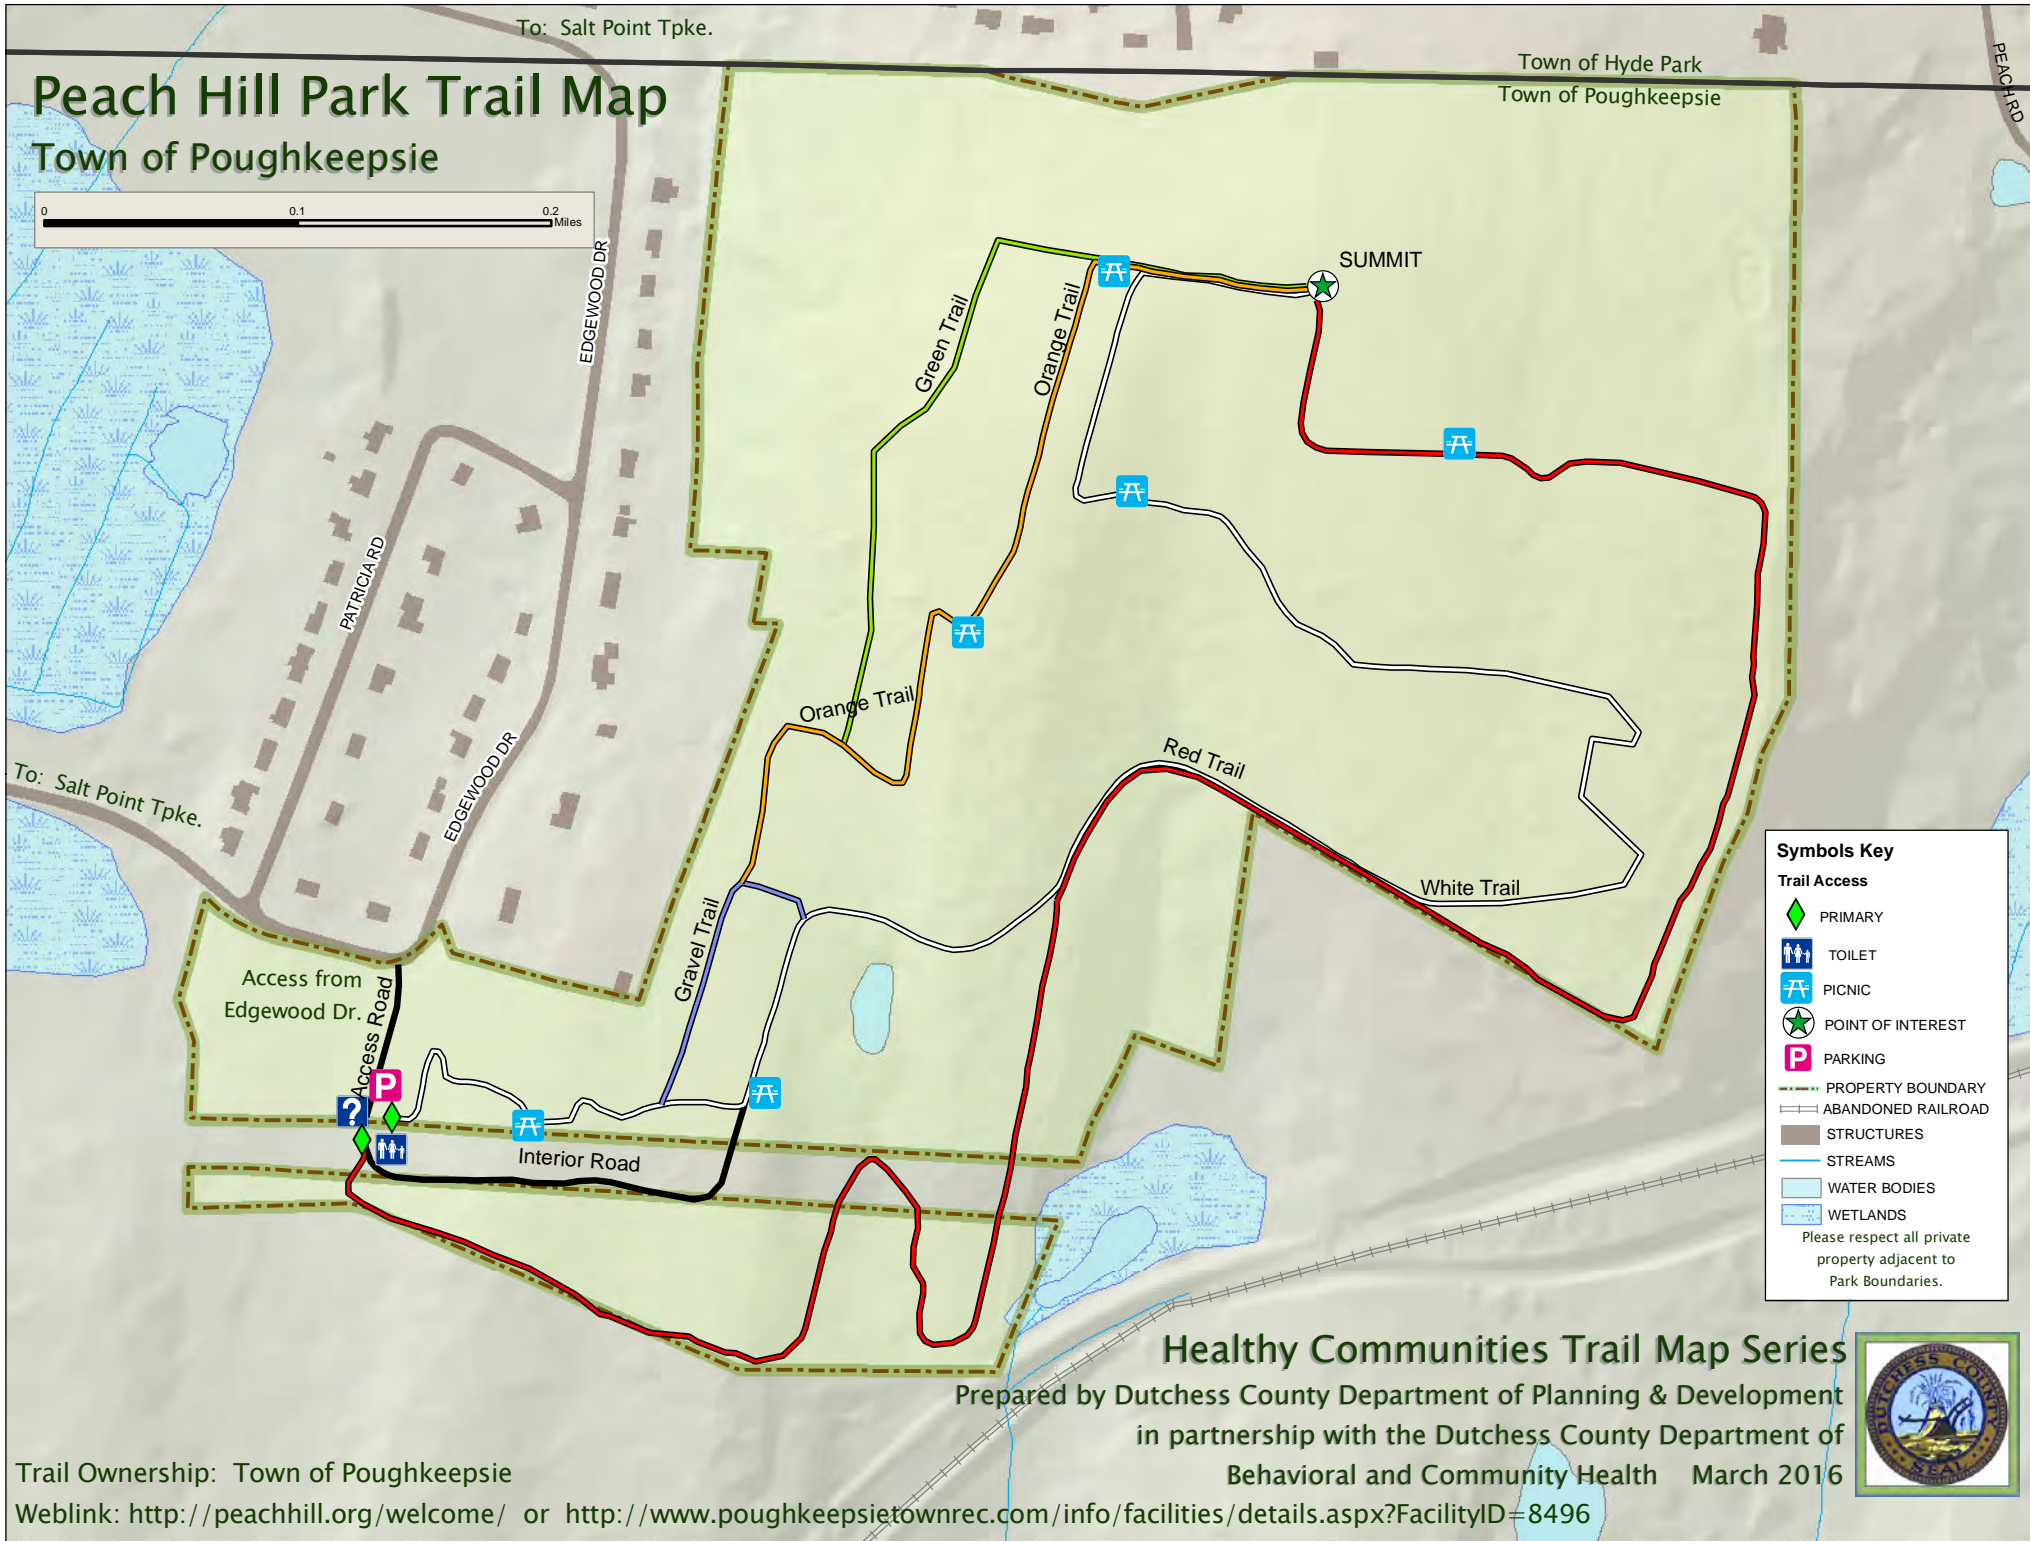 To: Salt Point Tpke.
Town of Hyde Park
Town of Poughkeepsie
PEACH RD
Peach Hill Park Trail Map
Town of Poughkeepsie
0 0.1 0.2
Miles
EDGEWOOD DR
SUMMIT
Green Trail
Orange Trail
PATRICIA RD
Orange Trail
EDGEWOOD DR
To: Salt Point Tpke.
Red Trail
White Trail
Gravel Trail
Access from
Edgewood Dr.
Access Road
P
?
Interior Road
Symbols Key
Trail Access
PRIMARY
TOILET
PICNIC
POINT OF INTEREST
P PARKING
PROPERTY BOUNDARY
ABANDONED RAILROAD
STRUCTURES
STREAMS
WATER BODIES
WETLANDS
Please respect all private
property adjacent to
Park Boundaries.
Healthy Communities Trail Map Series
Prepared by Dutchess County Department of Planning & Development
in partnership with the Dutchess County Department of
Behavioral and Community Health March 2016
DUTCHESS COUNTY
SEAL
Trail Ownership: Town of Poughkeepsie
Weblink: http://peachhill.org/welcome/ or http://www.poughkeepsietownrec.com/info/facilities/details.aspx?FacilityID=8496